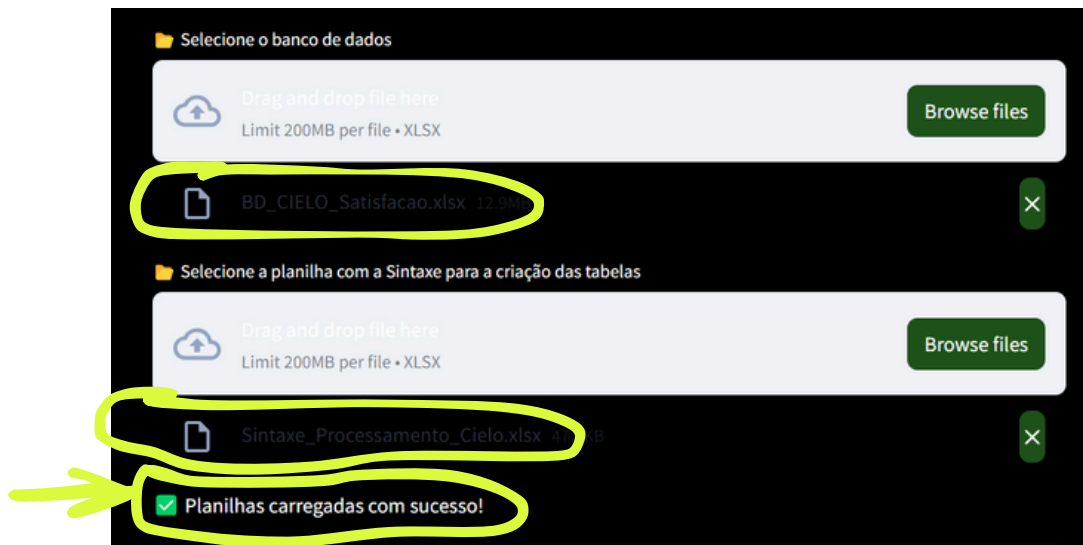 📂 Selecione o banco de dados
Drag and drop file here
Limit 200MB per file • XLSX
Browse files
BD_CIELO_Satisfacao.xlsx 12.9MB
📂 Selecione a planilha com a Sintaxe para a criação das tabelas
Drag and drop file here
Limit 200MB per file • XLSX
Browse files
Sintaxe_Processamento_Cielo.xlsx
✅ Planilhas carregadas com sucesso!